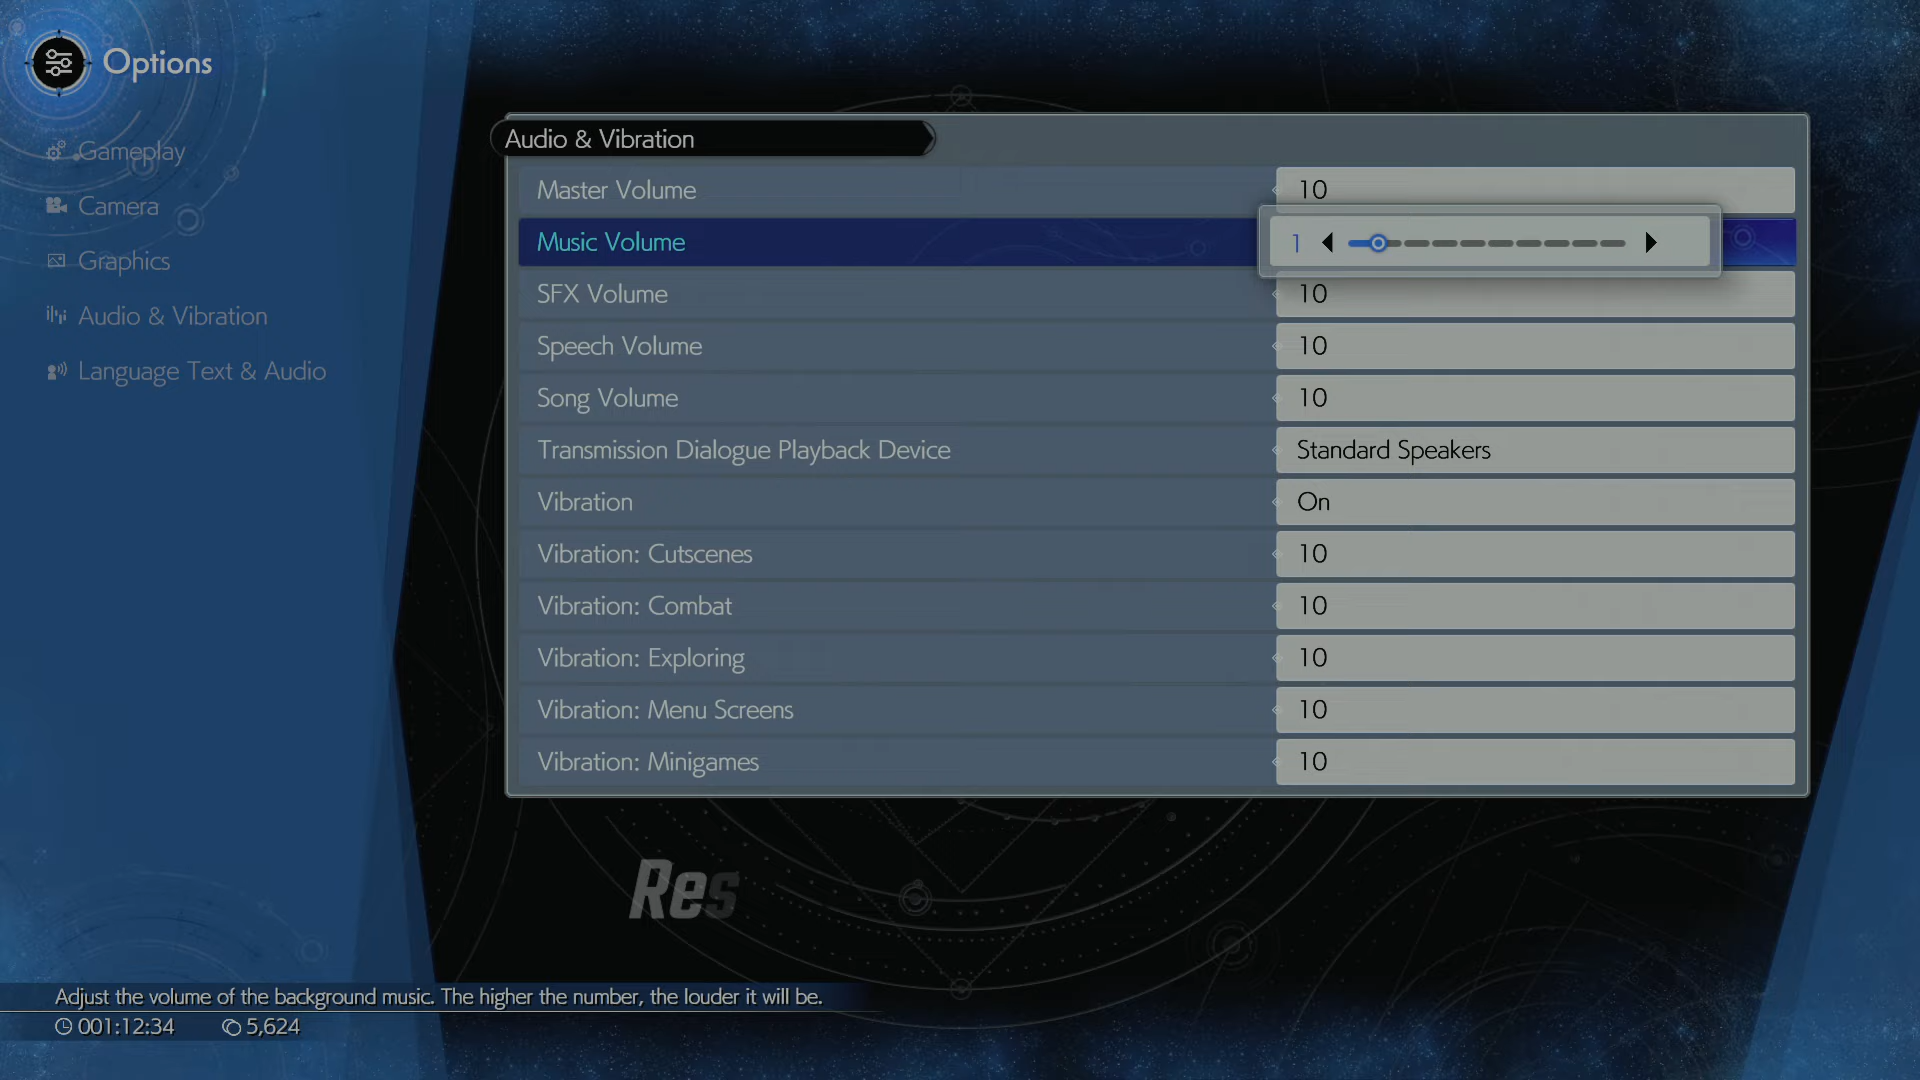 Options
Gameplay
Camera
Graphics
Audio & Vibration
Language Text & Audio
Audio & Vibration
Master Volume 10
Music Volume 1
SFX Volume 10
Speech Volume 10
Song Volume 10
Transmission Dialogue Playback Device Standard Speakers
Vibration On
Vibration: Cutscenes 10
Vibration: Combat 10
Vibration: Exploring 10
Vibration: Menu Screens 10
Vibration: Minigames 10
Res
Adjust the volume of the background music. The higher the number, the louder it will be.
001:12:34 5,624